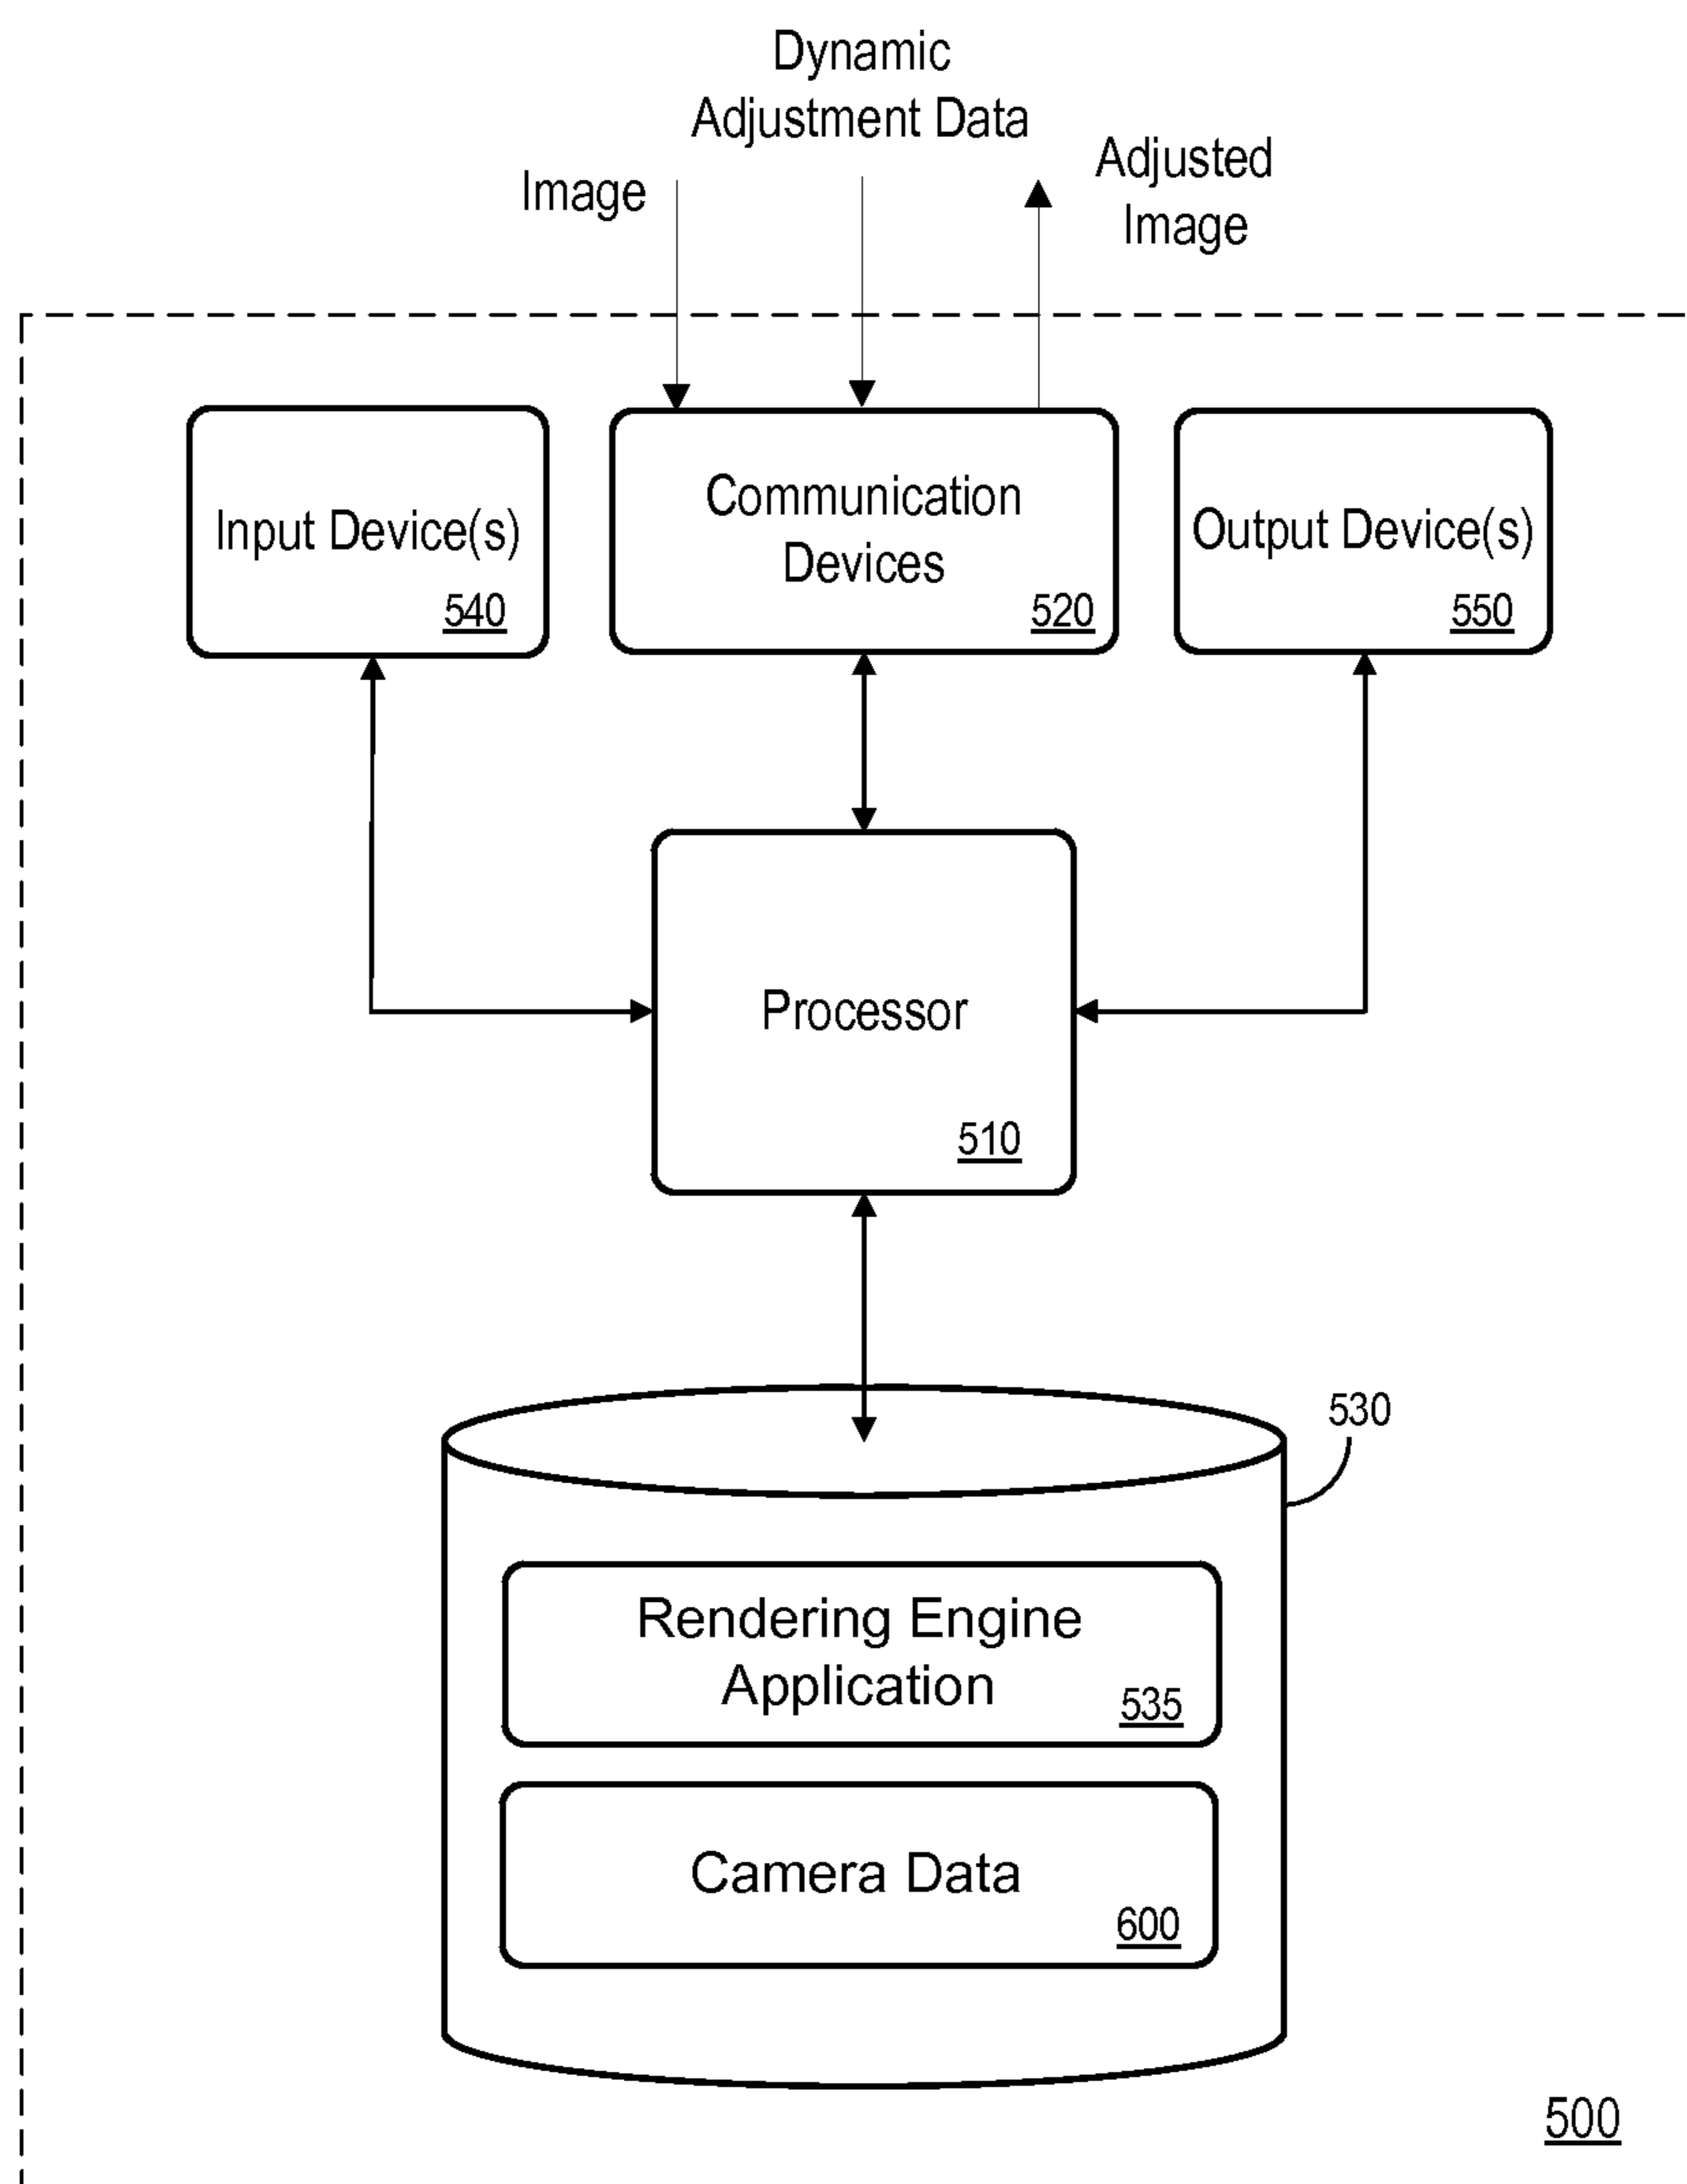 Dynamic
Adjustment Data
Image
Adjusted
Image
Input Device(s)
540
Communication
Devices
520
Output Device(s)
550
Processor
510
530
Rendering Engine
Application
535
Camera Data
600
500